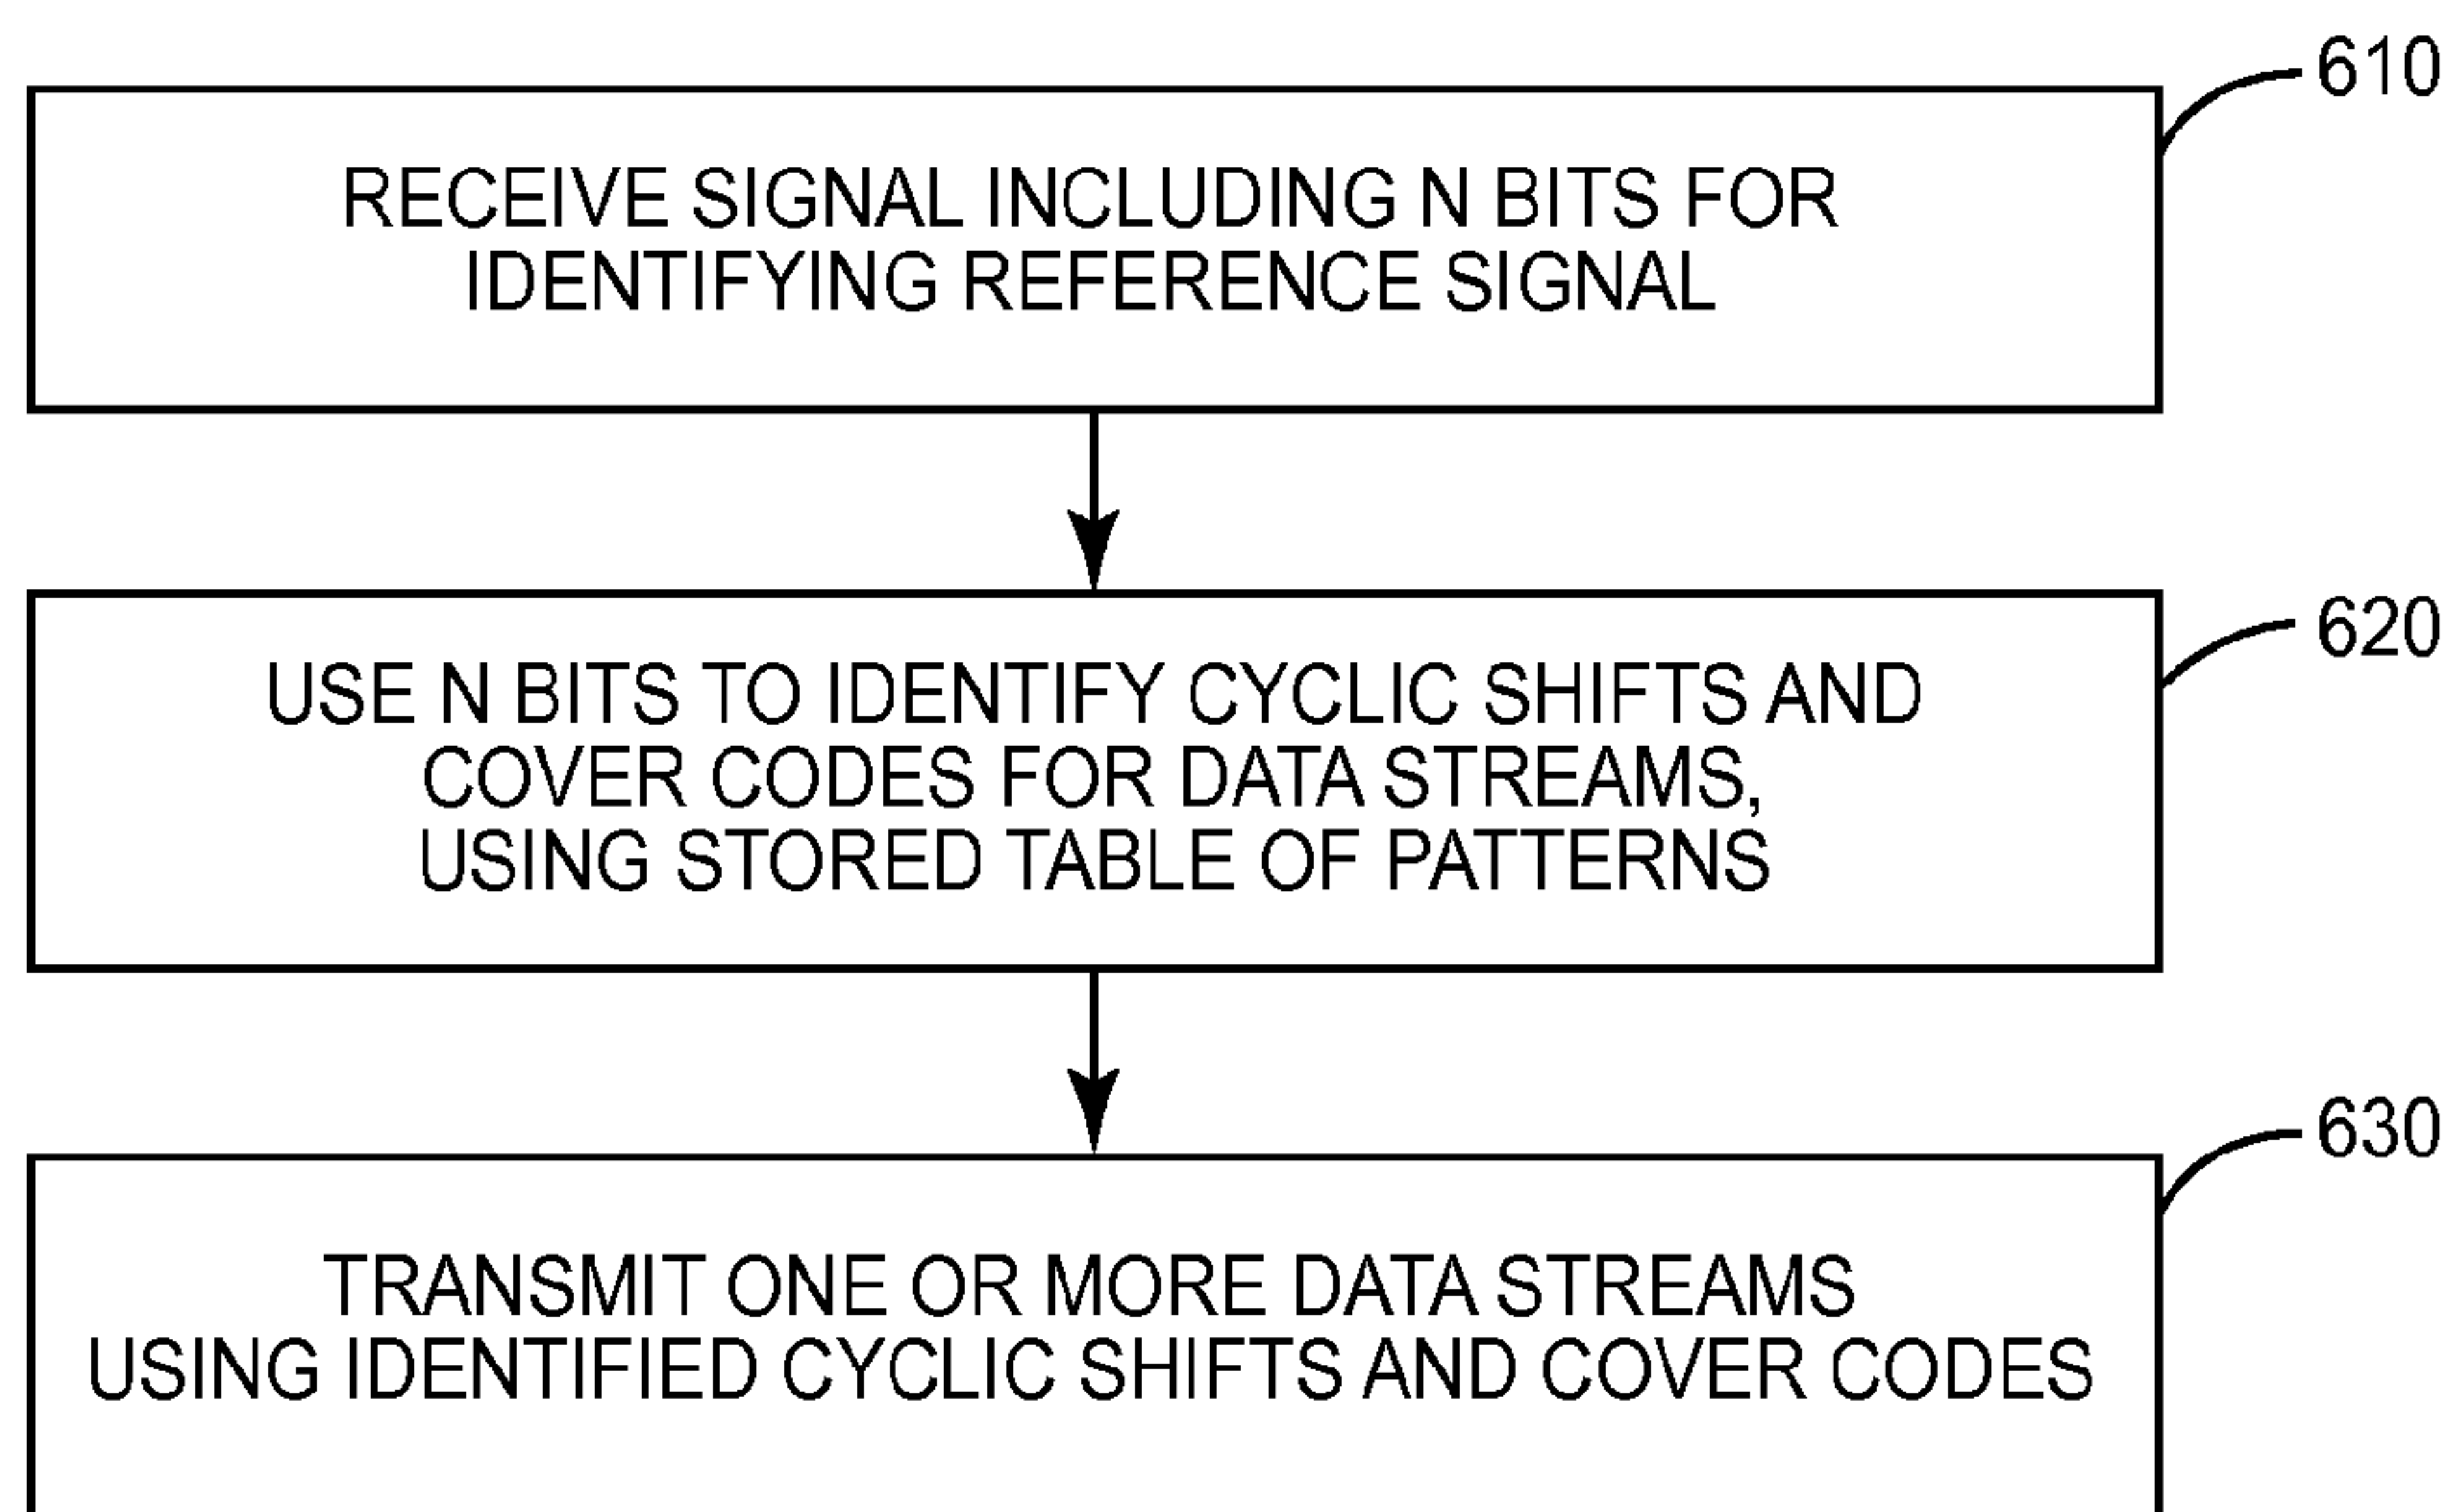 610
RECEIVE SIGNAL INCLUDING N BITS FOR
IDENTIFYING REFERENCE SIGNAL
620
USE N BITS TO IDENTIFY CYCLIC SHIFTS AND
COVER CODES FOR DATA STREAMS,
USING STORED TABLE OF PATTERNS
630
TRANSMIT ONE OR MORE DATA STREAMS
USING IDENTIFIED CYCLIC SHIFTS AND COVER CODES